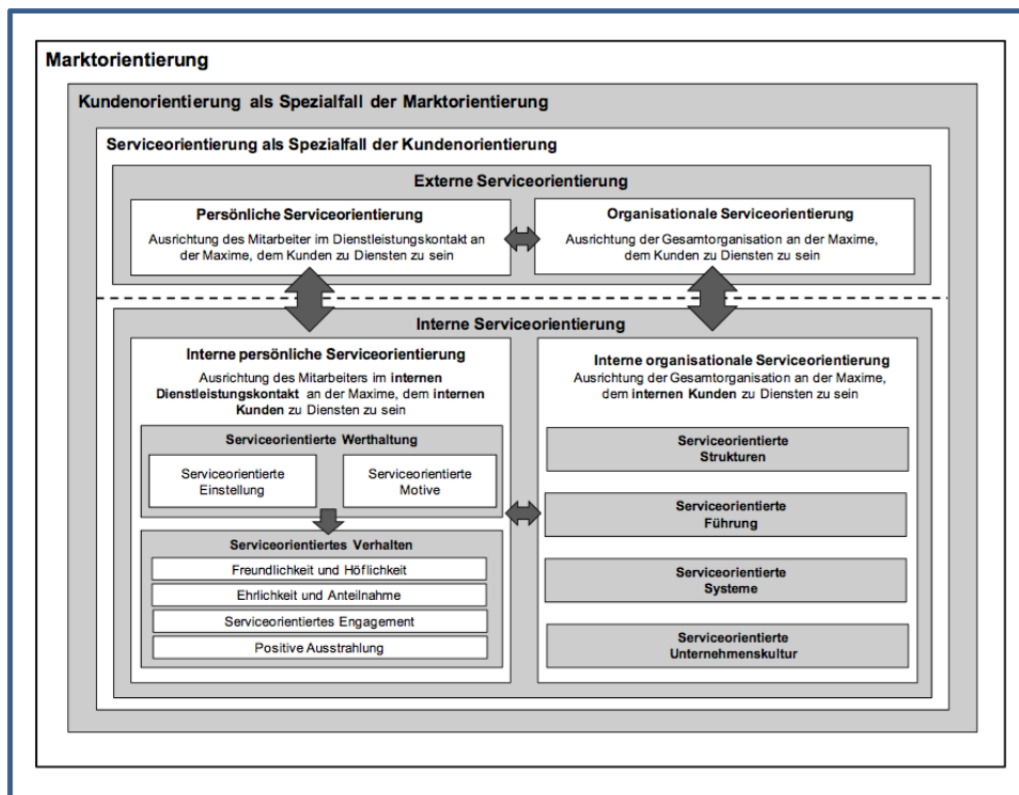 Marktorientierung
Kundenorientierung als Spezialfall der Marktorientierung
Serviceorientierung als Spezialfall der Kundenorientierung
Externe Serviceorientierung
Persönliche Serviceorientierung
Ausrichtung des Mitarbeiter im Dienstleistungskontakt an
der Maxime, dem Kunden zu Diensten zu sein
Organisationale Serviceorientierung
Ausrichtung der Gesamtorganisation an der Maxime,
dem Kunden zu Diensten zu sein
Interne Serviceorientierung
Interne persönliche Serviceorientierung
Ausrichtung des Mitarbeiters im internen
Dienstleistungskontakt an der Maxime, dem internen
Kunden zu Diensten zu sein
Serviceorientierte Werthaltung
Serviceorientierte
Einstellung
Serviceorientierte
Motive
Serviceorientiertes Verhalten
Freundlichkeit und Höflichkeit
Ehrlichkeit und Anteilnahme
Serviceorientiertes Engagement
Positive Ausstrahlung
Interne organisationale Serviceorientierung
Ausrichtung der Gesamtorganisation an der Maxime,
dem internen Kunden zu Diensten zu sein
Serviceorientierte
Strukturen
Serviceorientierte
Führung
Serviceorientierte
Systeme
Serviceorientierte
Unternehmenskultur